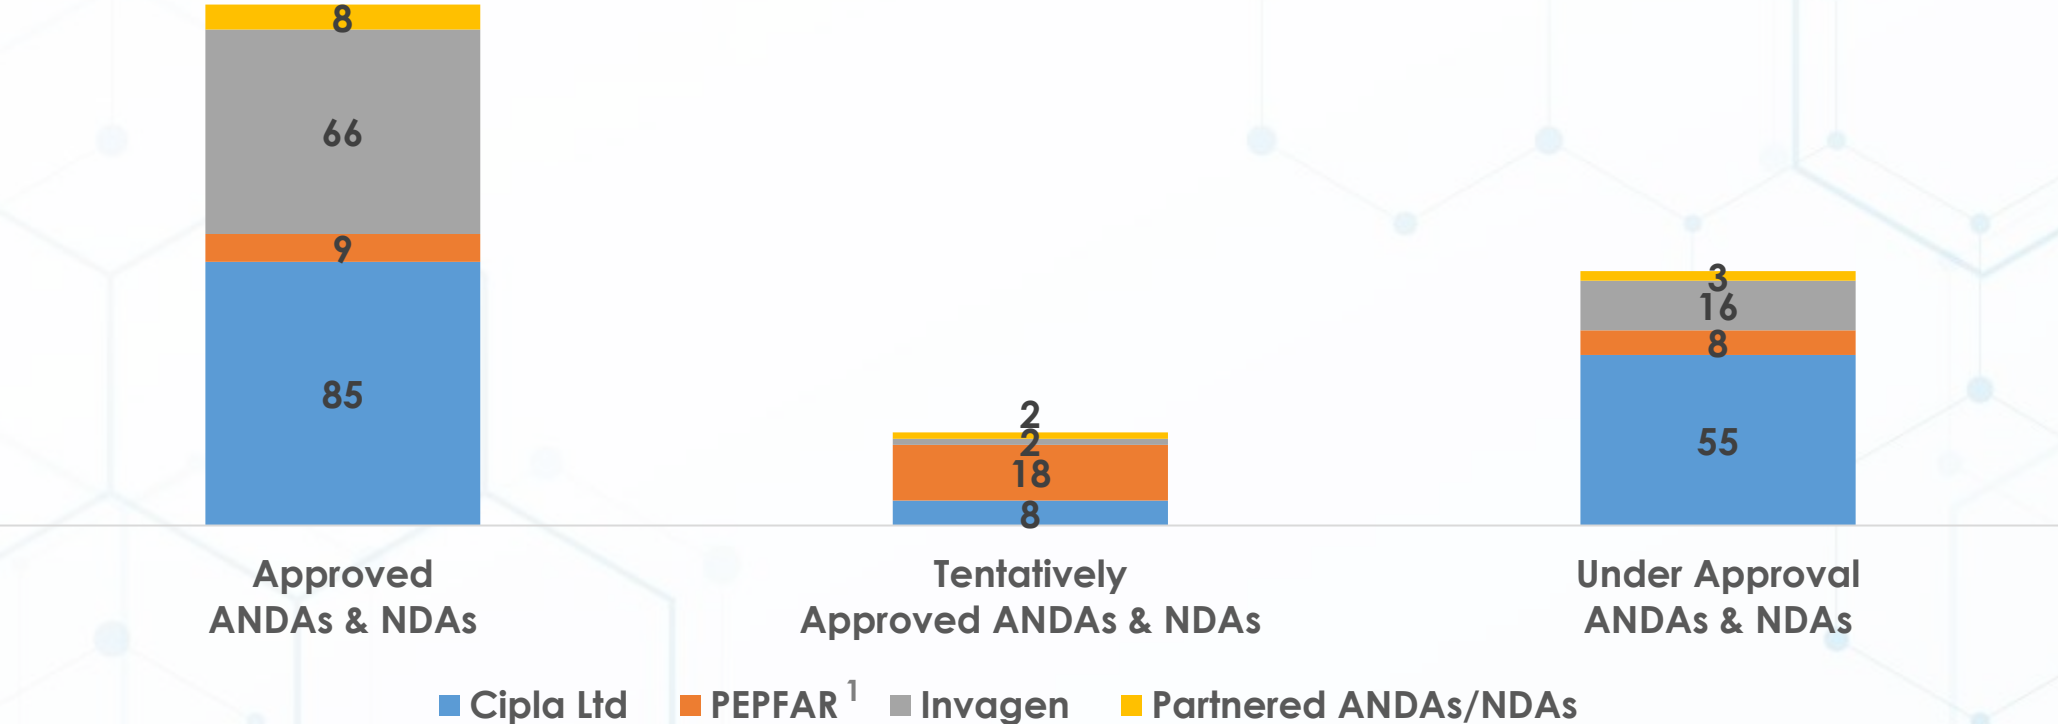 8
66
9
85
2
2
18
8
3
16
8
55
Approved
ANDAs & NDAs
Tentatively
Approved ANDAs & NDAs
Under Approval
ANDAs & NDAs
Cipla Ltd PEPFAR 1 Invagen Partnered ANDAs/NDAs